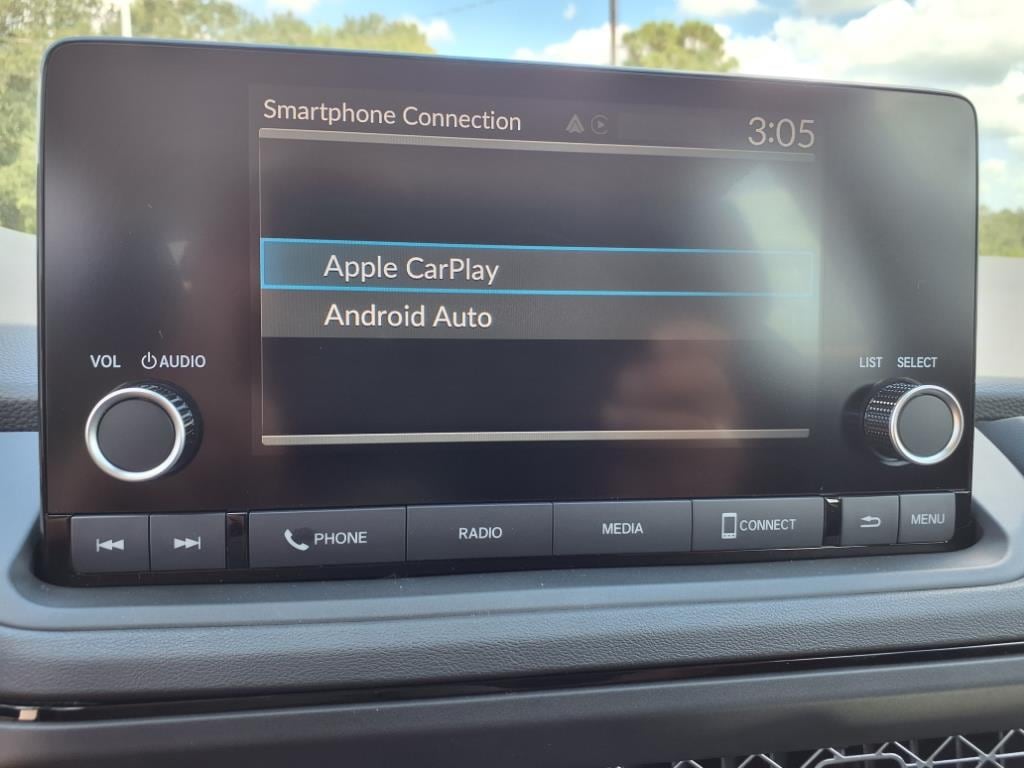 Smartphone Connection 3:05
Apple CarPlay
Android Auto
VOL AUDIO
LIST SELECT
PHONE RADIO MEDIA CONNECT MENU